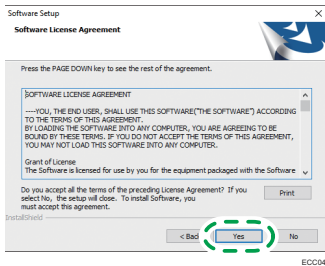 Software Setup
Software License Agreement
Press the PAGE DOWN key to see the rest of the agreement.
SOFTWARE LICENSE AGREEMENT
----YOU, THE END USER, SHALL USE THIS SOFTWARE("THE SOFTWARE") ACCORDING
TO THE TERMS OF THIS AGREEMENT.
BY LOADING THE SOFTWARE INTO ANY COMPUTER, YOU ARE AGREEING TO BE
BOUND BY THESE TERMS. IF YOU DO NOT ACCEPT THE TERMS OF THIS AGREEMENT,
YOU MAY NOT LOAD THIS SOFTWARE INTO ANY COMPUTER.
Grant of License
The Software is licensed for use by you for the equipment packaged with the Software
Do you accept all the terms of the preceding License Agreement? If you
select No, the setup will close. To install Software, you
must accept this agreement.
Print
InstallShield
< Bac
Yes
No
ECC04